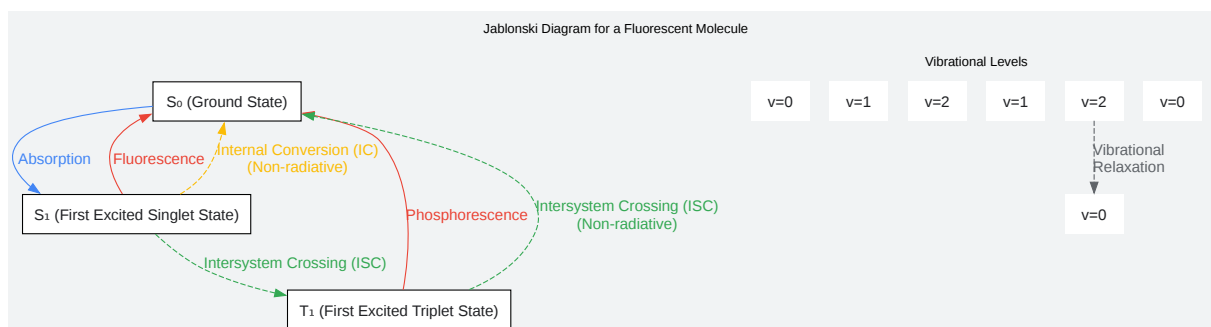 Jablonski Diagram for a Fluorescent Molecule
Vibrational Levels
S₀ (Ground State)
v=0
v=1
v=2
v=1
v=2
v=0
Absorption
Fluorescence
Internal Conversion (IC)
(Non-radiative)
Vibrational
Relaxation
S₁ (First Excited Singlet State)
Phosphorescence
Intersystem Crossing (ISC)
(Non-radiative)
v=0
Intersystem Crossing (ISC)
T₁ (First Excited Triplet State)